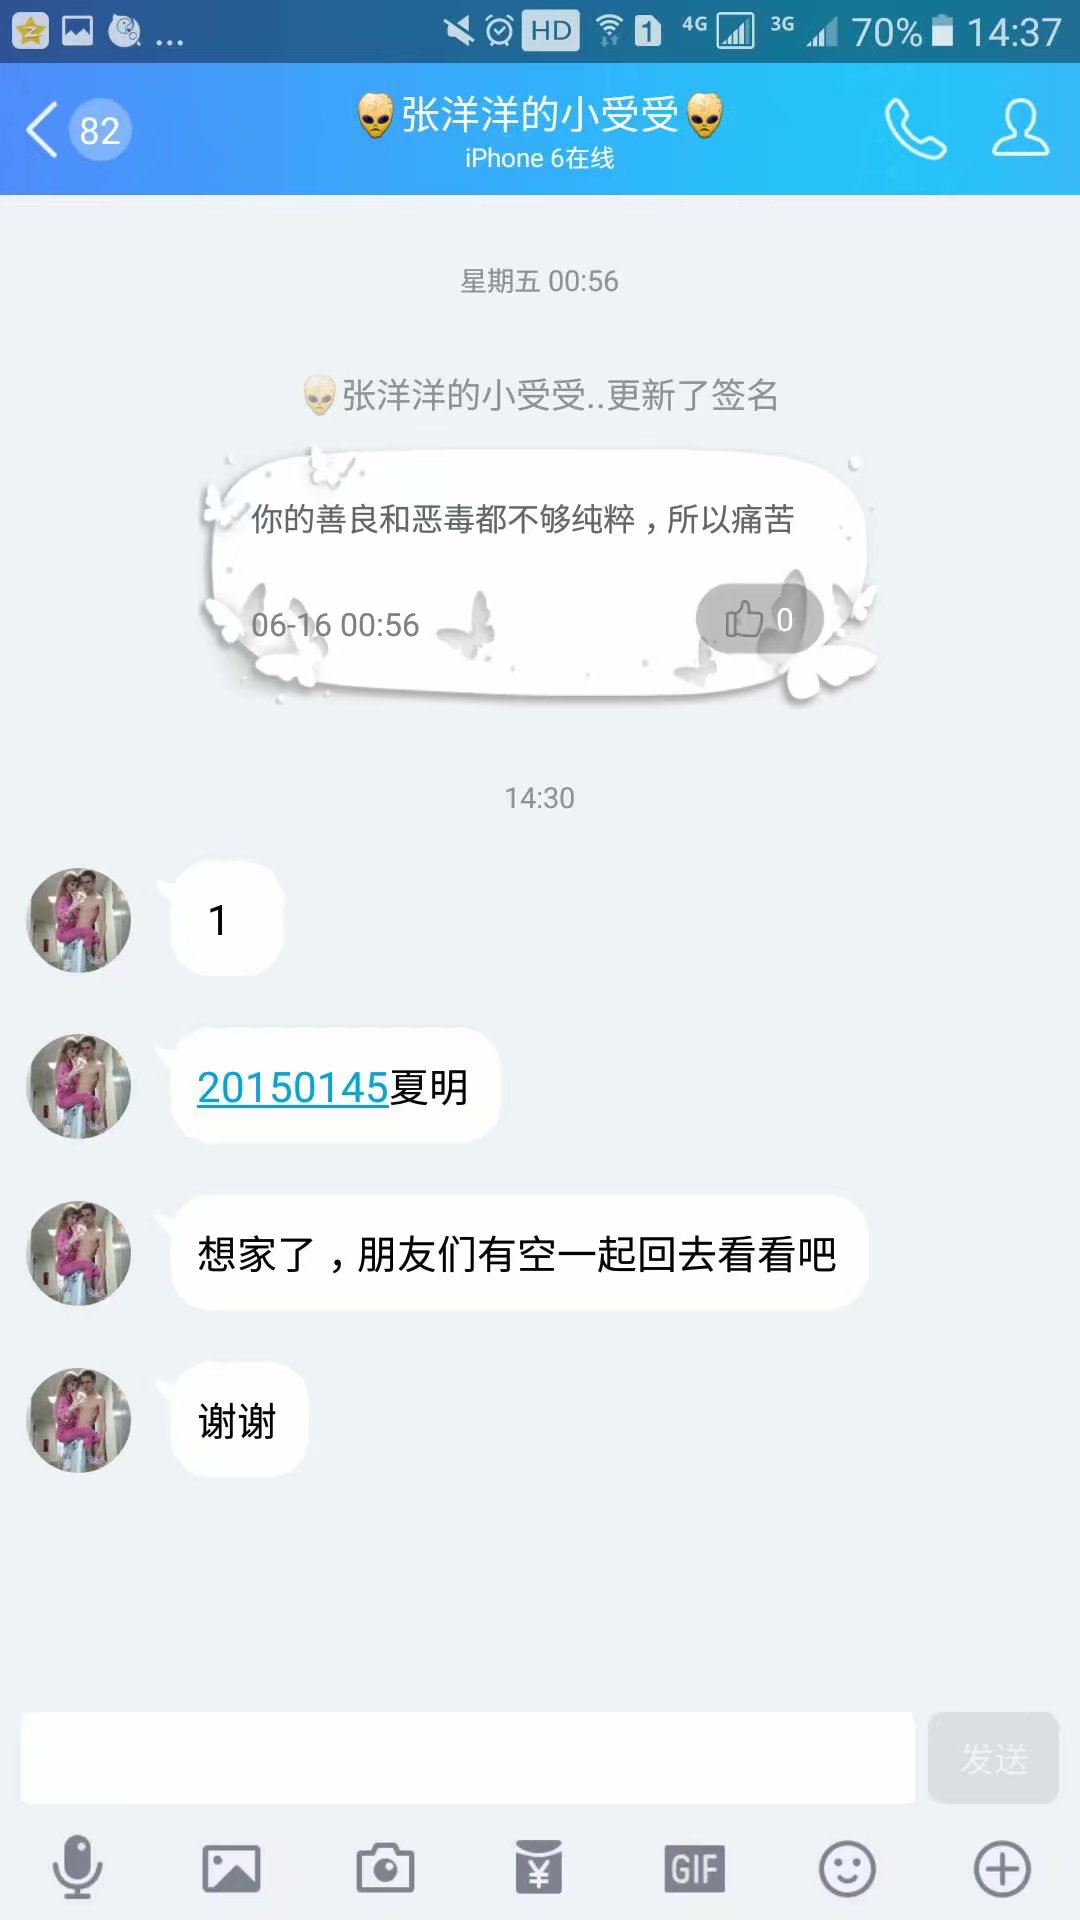 ... HD 1 4G 3G 70% 14:37
82
👽张洋洋的小受受👽
iPhone 6在线
星期五 00:56
👽张洋洋的小受受..更新了签名
你的善良和恶毒都不够纯粹，所以痛苦
06-16 00:56
0
14:30
1
20150145夏明
想家了，朋友们有空一起回去看看吧
谢谢
发送
GIF